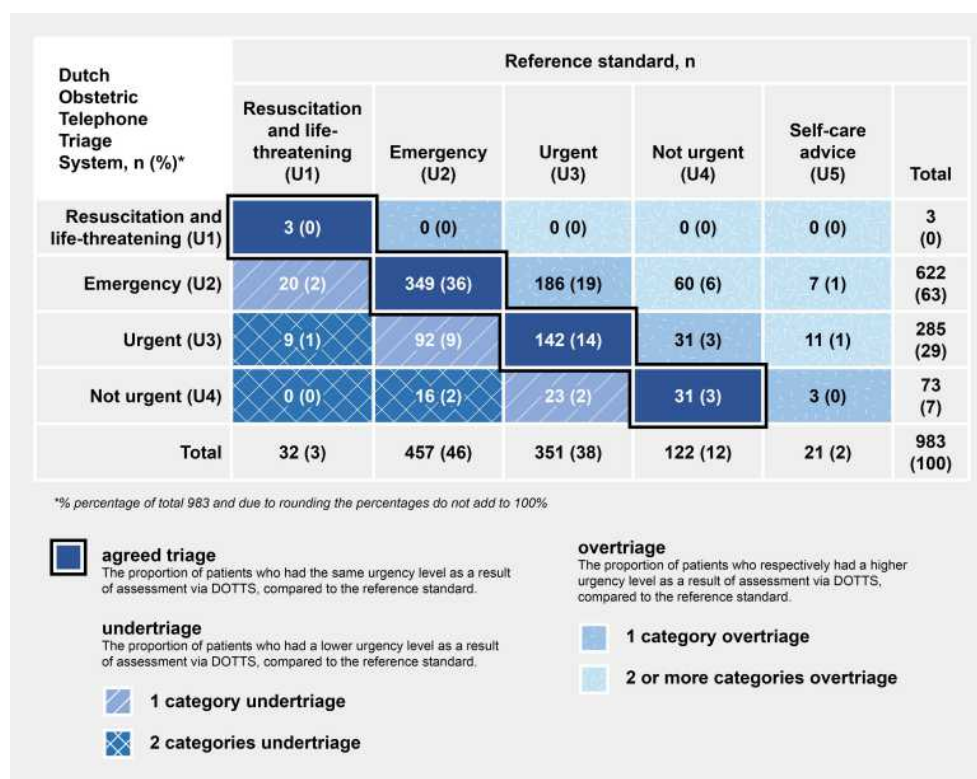 Dutch
Obstetric
Telephone
Triage
System, n (%)*
Reference standard, n
Resuscitation
and life-
threatening
(U1)
Emergency
(U2)
Urgent
(U3)
Not urgent
(U4)
Self-care
advice
(U5)
Total
Resuscitation and
life-threatening (U1)
3 (0)
0 (0)
0 (0)
0 (0)
0 (0)
3
(0)
Emergency (U2)
20 (2)
349 (36)
186 (19)
60 (6)
7 (1)
622
(63)
Urgent (U3)
9 (1)
92 (9)
142 (14)
31 (3)
11 (1)
285
(29)
Not urgent (U4)
0 (0)
16 (2)
23 (2)
31 (3)
3 (0)
73
(7)
Total
32 (3)
457 (46)
351 (38)
122 (12)
21 (2)
983
(100)
*% percentage of total 983 and due to rounding the percentages do not add to 100%
agreed triage
The proportion of patients who had the same urgency level as a result
of assessment via DOTTS, compared to the reference standard.
undertriage
The proportion of patients who had a lower urgency level as a result
of assessment via DOTTS, compared to the reference standard.
1 category undertriage
2 categories undertriage
overtriage
The proportion of patients who respectively had a higher
urgency level as a result of assessment via DOTTS,
compared to the reference standard.
1 category overtriage
2 or more categories overtriage